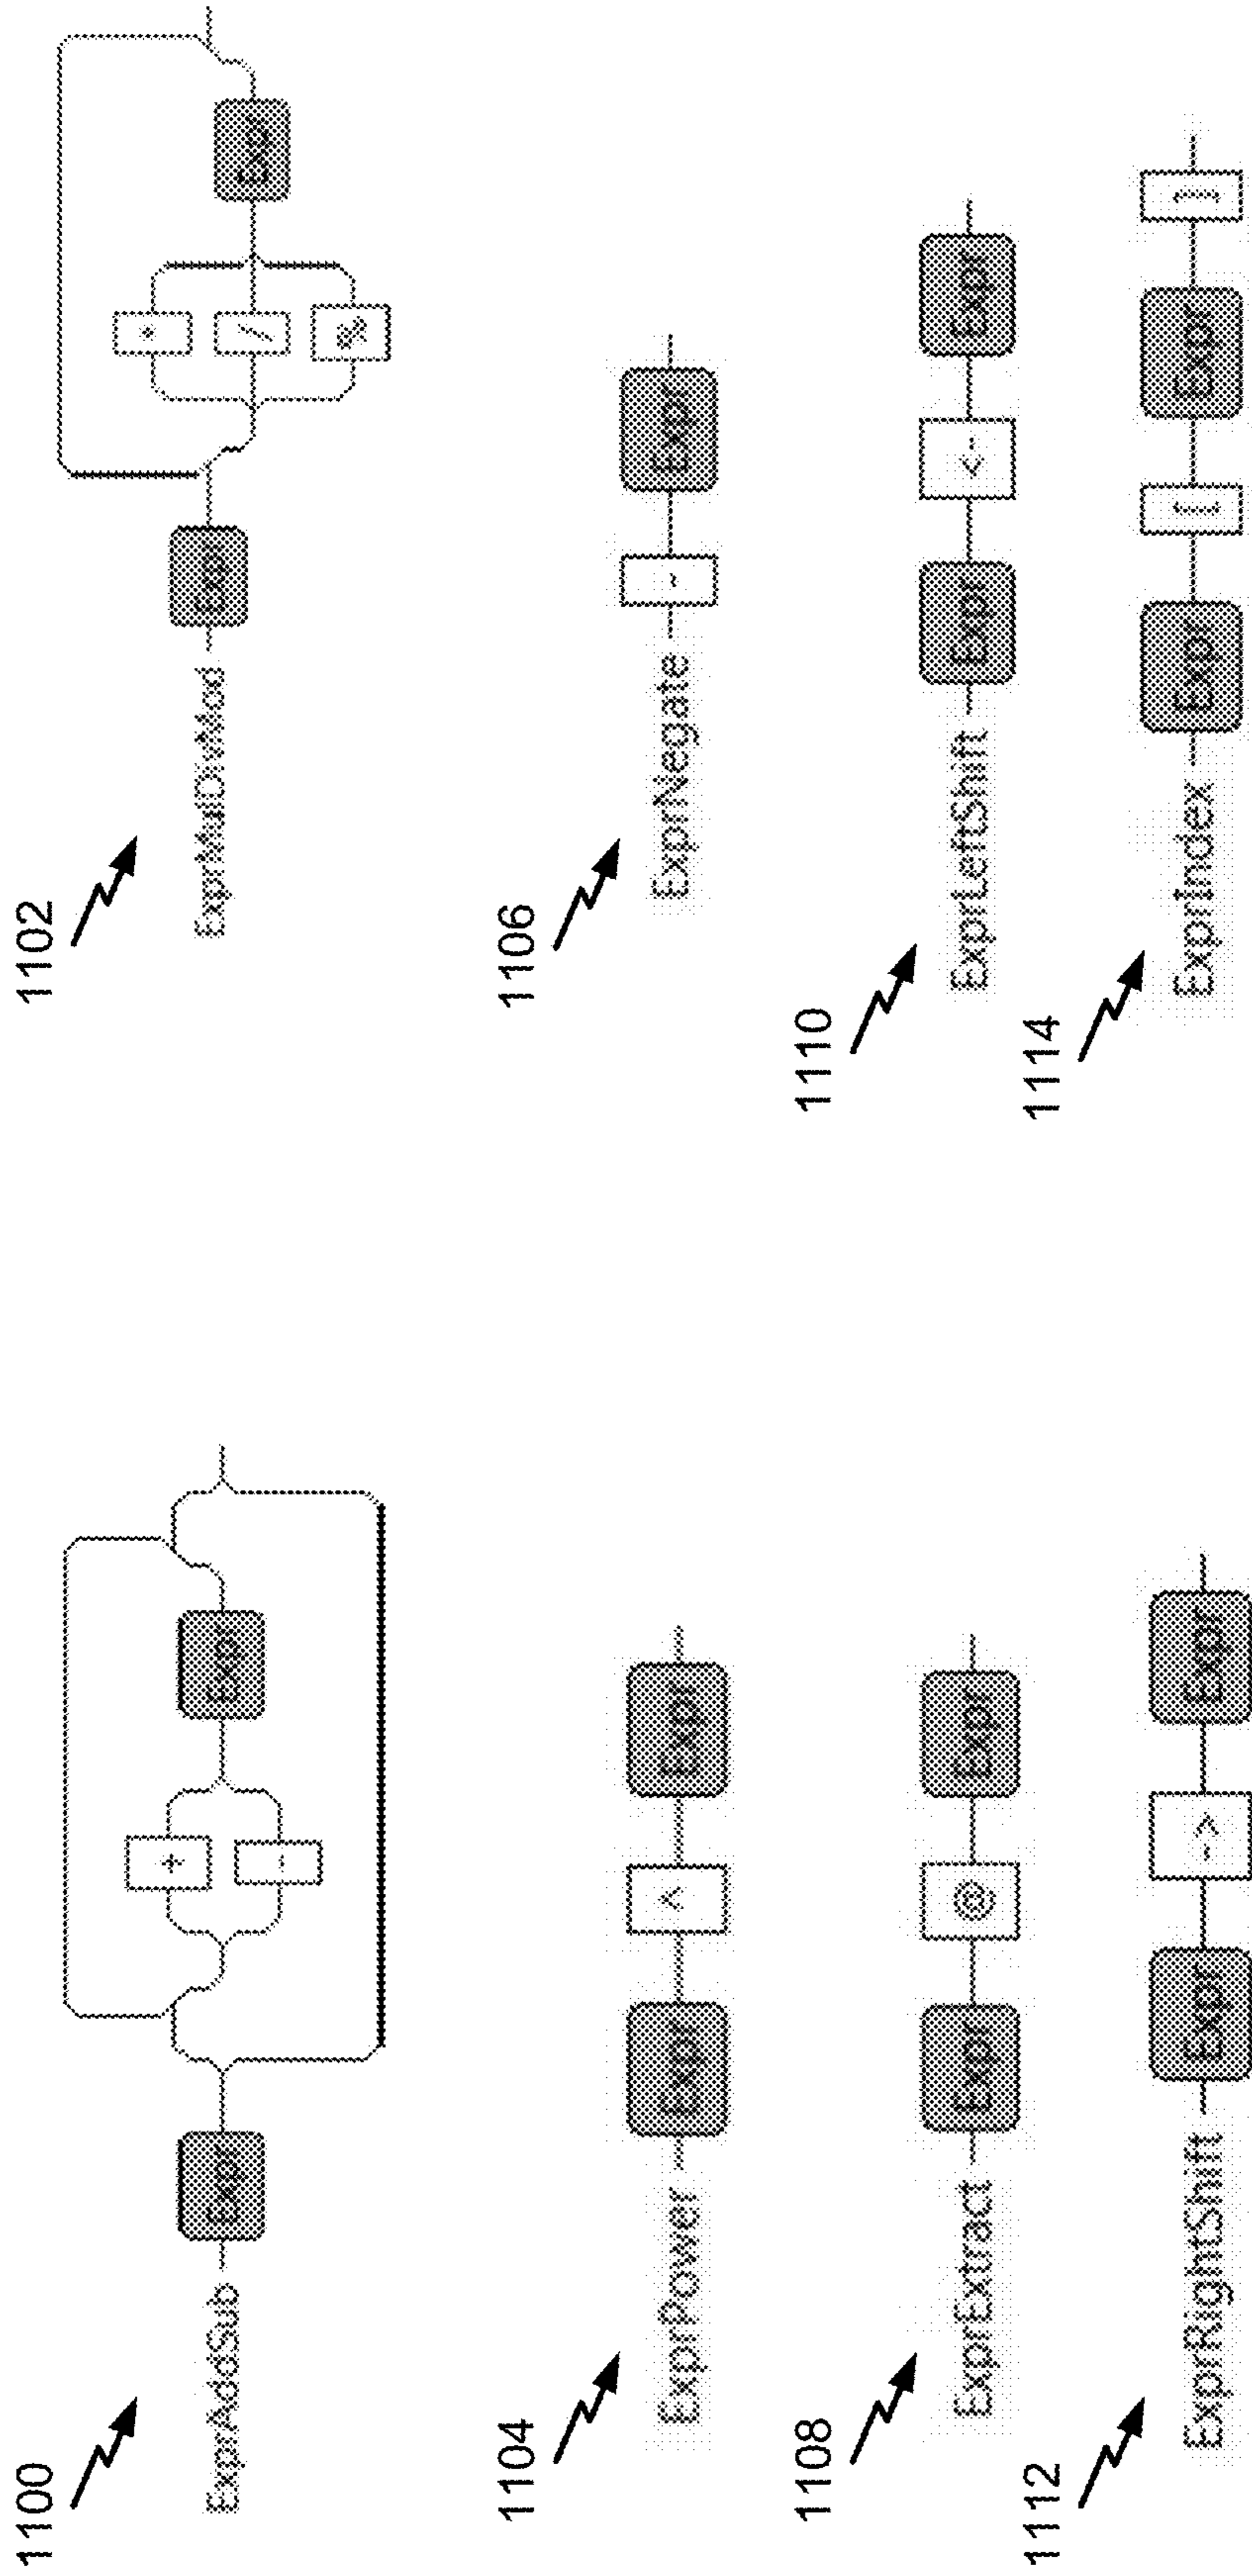 1100
ExprAddSub Expr + - Expr
1102
ExprMulDivMod Expr * / % Expr
1104
ExprPower Expr ^ Expr
1106
ExprNegate - Expr
1108
ExprExtract Expr @ Expr
1110
ExprLeftShift Expr <- Expr
1112
ExprRightShift Expr -> Expr
1114
ExprIndex Expr [ Expr ]